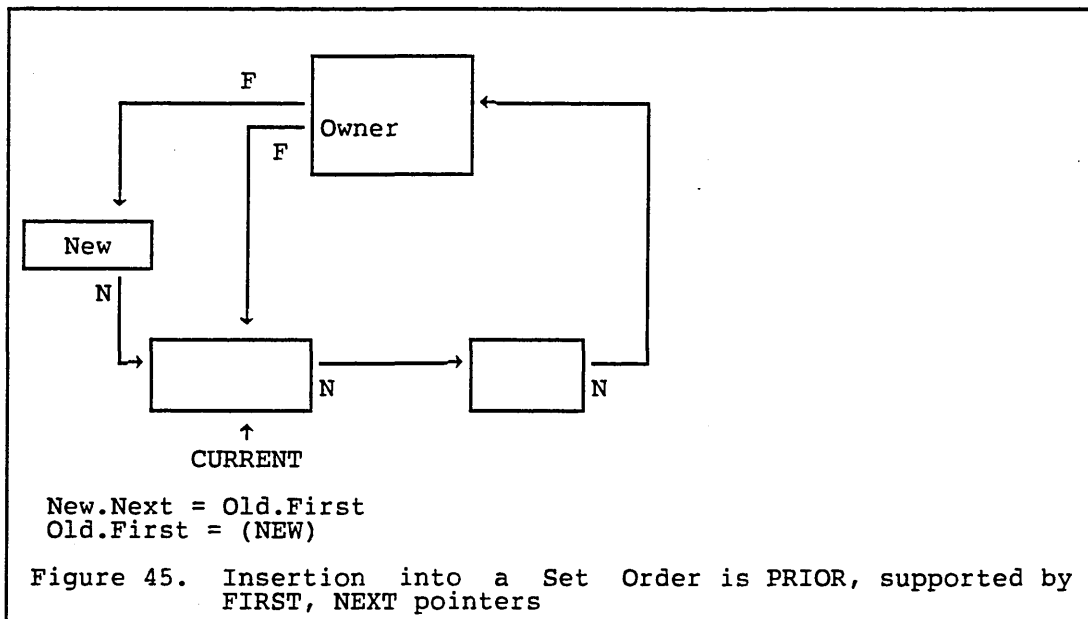 F
Owner
F
New
N
N
N
↑
CURRENT
New.Next = Old.First
Old.First = (NEW)
Figure 45. Insertion into a Set Order is PRIOR, supported by
FIRST, NEXT pointers